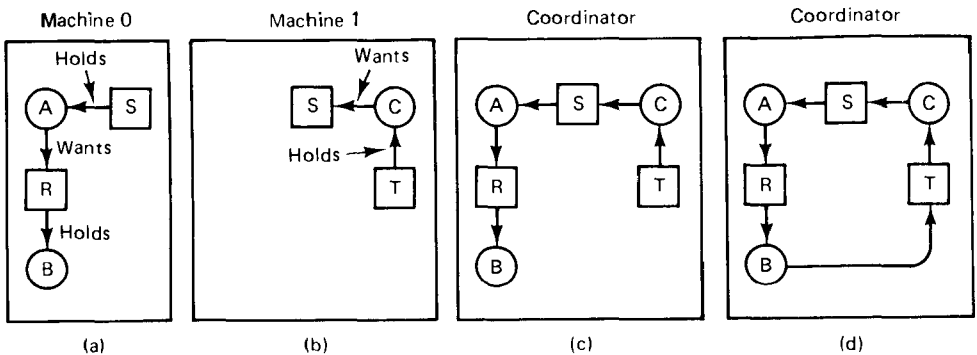 Machine 0
Holds
A
S
Wants
R
Holds
B
(a)
Machine 1
Wants
S
C
Holds
T
(b)
Coordinator
A
S
C
R
T
B
(c)
Coordinator
A
S
C
R
T
B
(d)